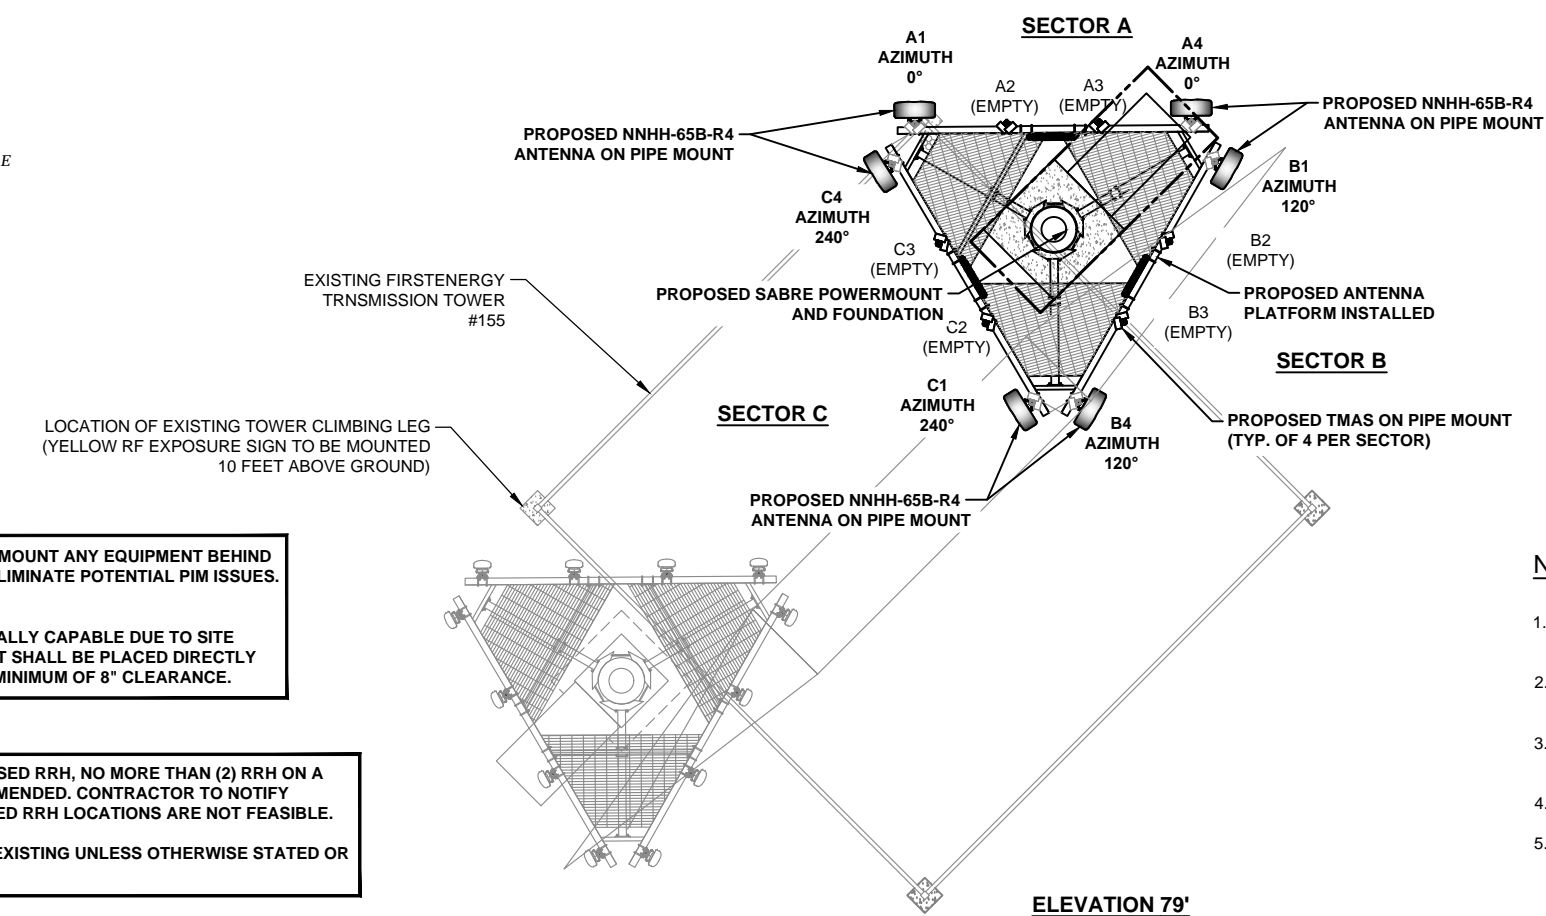 SECTOR A
A1
AZIMUTH
0°
A2
(EMPTY)
A3
(EMPTY)
A4
AZIMUTH
0°
PROPOSED NNHH-65B-R4
ANTENNA ON PIPE MOUNT
PROPOSED NNHH-65B-R4
ANTENNA ON PIPE MOUNT
E
C4
AZIMUTH
240°
B1
AZIMUTH
120°
C3
(EMPTY)
B2
(EMPTY)
EXISTING FIRSTENERGY
TRNSMISSION TOWER
#155
PROPOSED SABRE POWERMOUNT
AND FOUNDATION
PROPOSED ANTENNA
PLATFORM INSTALLED
C2
(EMPTY)
B3
(EMPTY)
SECTOR B
C1
AZIMUTH
240°
SECTOR C
LOCATION OF EXISTING TOWER CLIMBING LEG
(YELLOW RF EXPOSURE SIGN TO BE MOUNTED
10 FEET ABOVE GROUND)
B4
AZIMUTH
120°
PROPOSED TMAS ON PIPE MOUNT
(TYP. OF 4 PER SECTOR)
PROPOSED NNHH-65B-R4
ANTENNA ON PIPE MOUNT
MOUNT ANY EQUIPMENT BEHIND
LIMINATE POTENTIAL PIM ISSUES.
ALLY CAPABLE DUE TO SITE
T SHALL BE PLACED DIRECTLY
MINIMUM OF 8" CLEARANCE.
SED RRH, NO MORE THAN (2) RRH ON A
MENDED. CONTRACTOR TO NOTIFY
ED RRH LOCATIONS ARE NOT FEASIBLE.
EXISTING UNLESS OTHERWISE STATED OR
N
1.
2.
3.
4.
5.
ELEVATION 79'